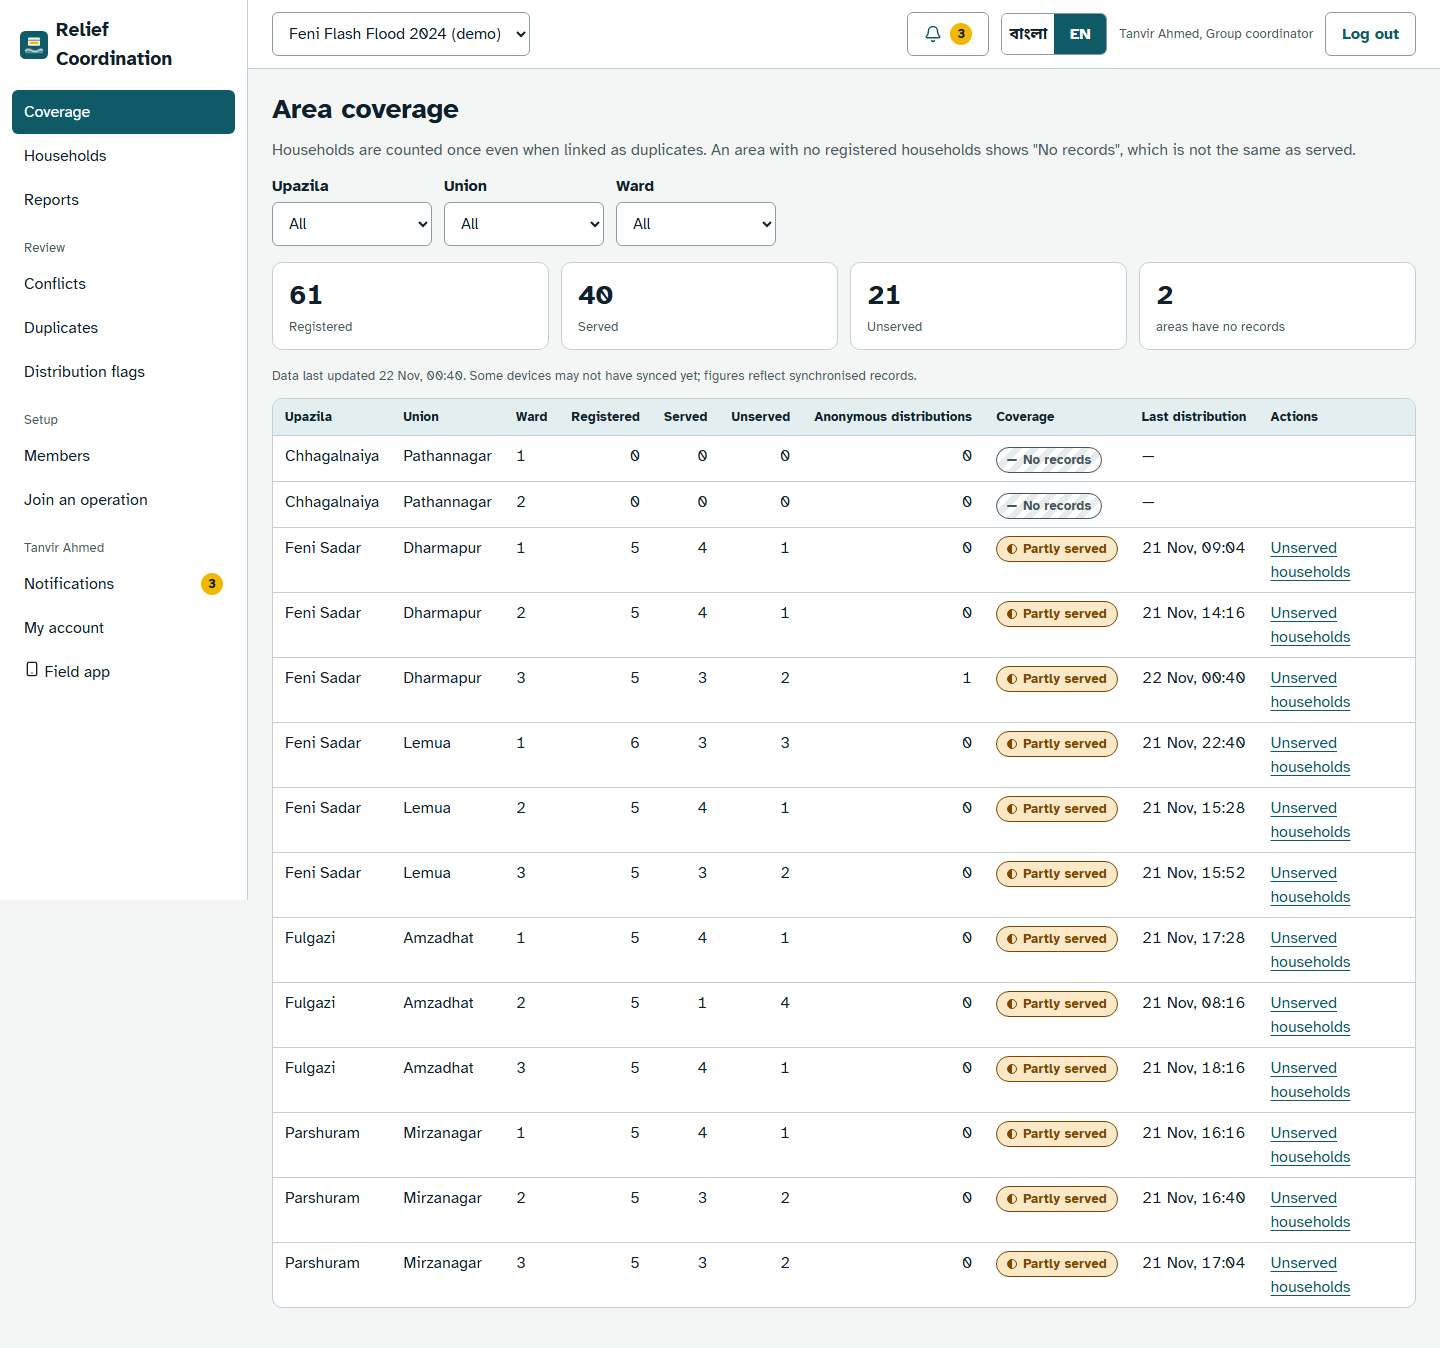 Relief
Coordination
Feni Flash Flood 2024 (demo)
3
বাংলা
EN
Tanvir Ahmed, Group coordinator
Log out
Coverage
Households
Reports
Review
Conflicts
Duplicates
Distribution flags
Setup
Members
Join an operation
Tanvir Ahmed
Notifications 3
My account
Field app
Area coverage
Households are counted once even when linked as duplicates. An area with no registered households shows "No records", which is not the same as served.
Upazila Union Ward
All All All
61 40 21 2
Registered Served Unserved areas have no records
Data last updated 22 Nov, 00:40. Some devices may not have synced yet; figures reflect synchronised records.
Upazila Union Ward Registered Served Unserved Anonymous distributions Coverage Last distribution Actions
Chhagalnaiya Pathannagar 1 0 0 0 0 — No records —
Chhagalnaiya Pathannagar 2 0 0 0 0 — No records —
Feni Sadar Dharmapur 1 5 4 1 0 Partly served 21 Nov, 09:04 Unserved
households
Feni Sadar Dharmapur 2 5 4 1 0 Partly served 21 Nov, 14:16 Unserved
households
Feni Sadar Dharmapur 3 5 3 2 1 Partly served 22 Nov, 00:40 Unserved
households
Feni Sadar Lemua 1 6 3 3 0 Partly served 21 Nov, 22:40 Unserved
households
Feni Sadar Lemua 2 5 4 1 0 Partly served 21 Nov, 15:28 Unserved
households
Feni Sadar Lemua 3 5 3 2 0 Partly served 21 Nov, 15:52 Unserved
households
Fulgazi Amzadhat 1 5 4 1 0 Partly served 21 Nov, 17:28 Unserved
households
Fulgazi Amzadhat 2 5 1 4 0 Partly served 21 Nov, 08:16 Unserved
households
Fulgazi Amzadhat 3 5 4 1 0 Partly served 21 Nov, 18:16 Unserved
households
Parshuram Mirzanagar 1 5 4 1 0 Partly served 21 Nov, 16:16 Unserved
households
Parshuram Mirzanagar 2 5 3 2 0 Partly served 21 Nov, 16:40 Unserved
households
Parshuram Mirzanagar 3 5 3 2 0 Partly served 21 Nov, 17:04 Unserved
households